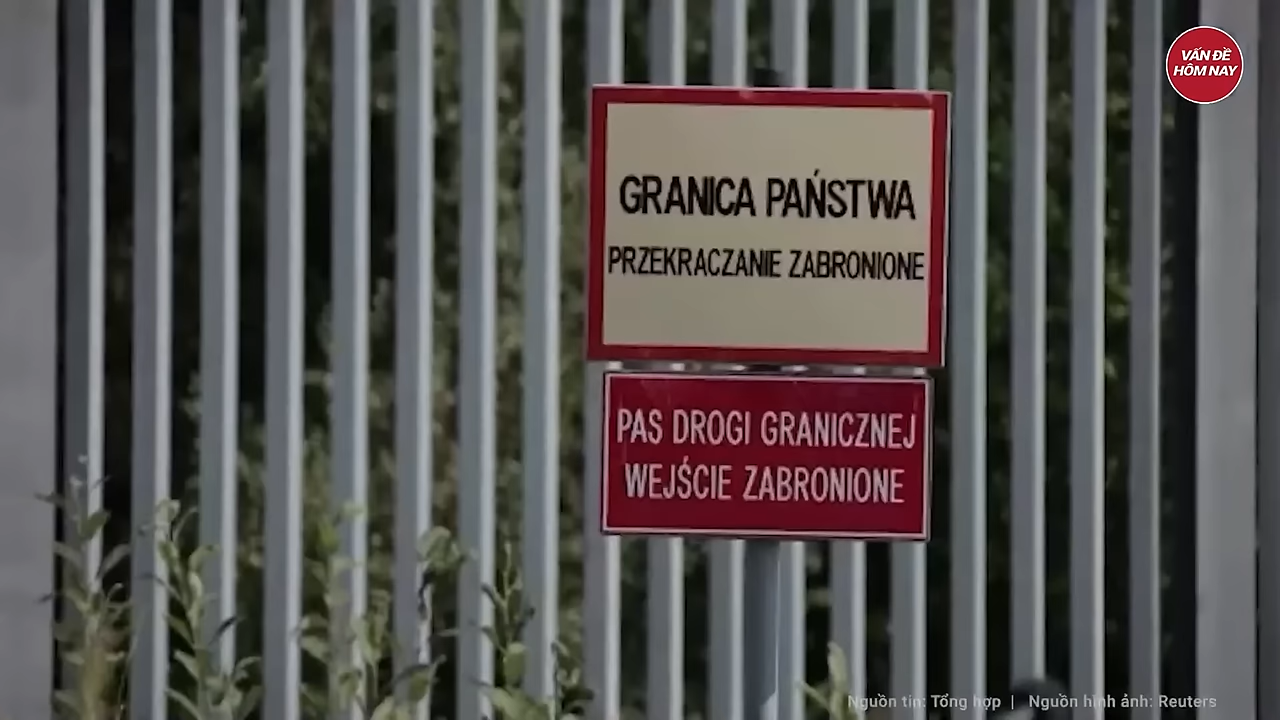 VẤN ĐỀ
HÔM NAY
GRANICA PAŃSTWA
PRZEKRACZANIE ZABRONIONE
PAS DROGI GRANICZNEJ
WEJŚCIE ZABRONIONE
Nguồn tin: Tổng hợp | Nguồn hình ảnh: Reuters